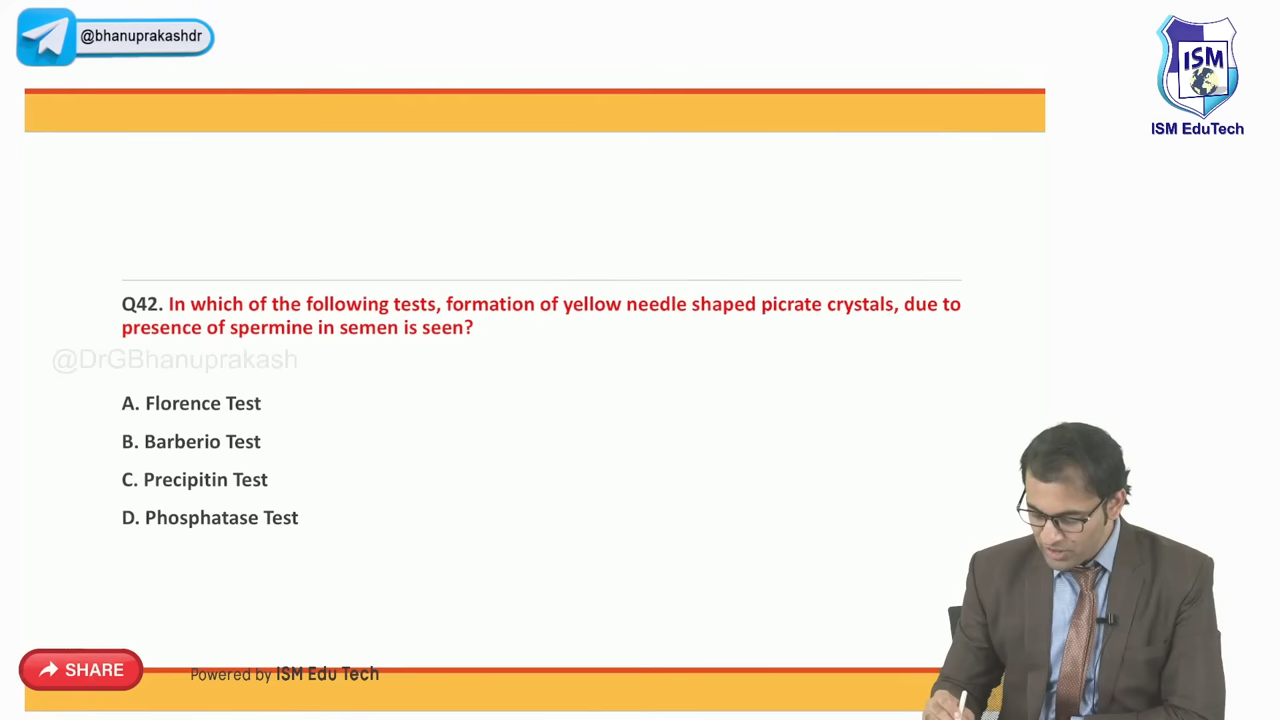 @bhanuprakashdr
ISM
ISM EduTech
Q42. In which of the following tests, formation of yellow needle shaped picrate crystals, due to
presence of spermine in semen is seen?
@DrGBhanuprakash
A. Florence Test
B. Barberio Test
C. Precipitin Test
D. Phosphatase Test
SHARE
Powered by ISM Edu Tech